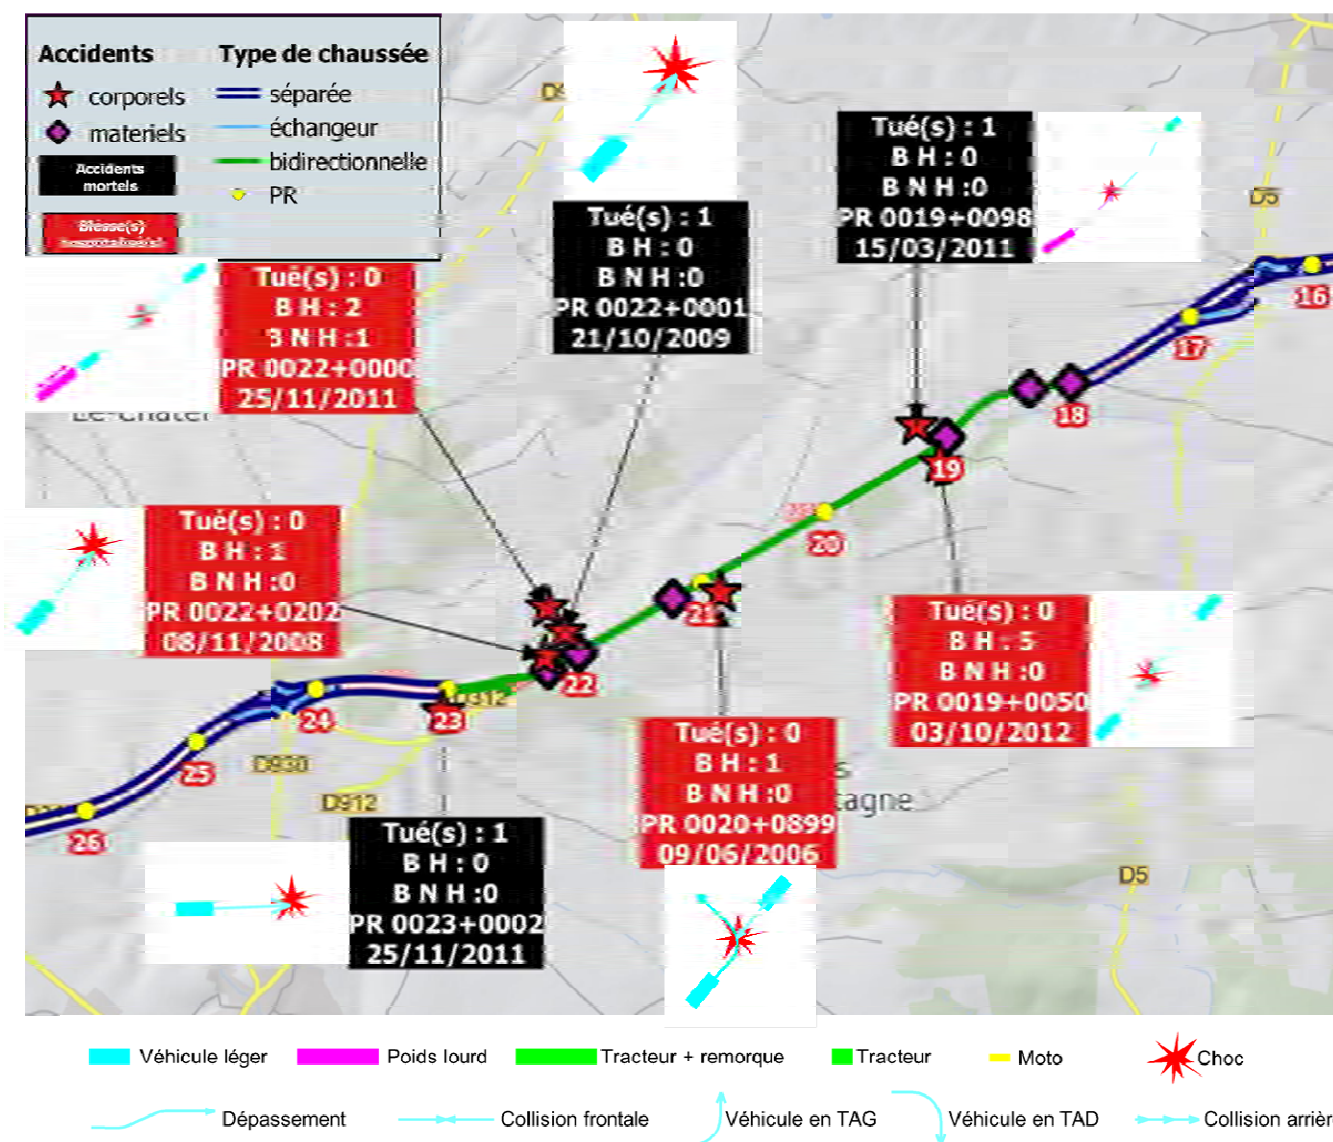 Accidents
Type de chaussée
corporels
séparée
materiels
échangeur
Accidents
mortels
bidirectionnelle
PR
Blessé(s)
D5
Tué(s) : 1
B H : 0
B N H :0
PR 0019+0098
15/03/2011
Tué(s) : 1
B H : 0
B N H :0
PR 0022+0001
21/10/2009
Tué(s) : 0
B H : 2
B N H :1
PR 0022+0000
25/11/2011
16
17
18
19
20
21
22
23
24
25
26
Tué(s) : 0
B H : 1
B N H :0
PR 0022+0202
08/11/2008
Tué(s) : 0
B H : 5
B N H :0
PR 0019+0050
03/10/2012
Tué(s) : 0
B H : 1
B N H :0
PR 0020+0899
09/06/2006
D930
D912
tagne
Tué(s) : 1
B H : 0
B N H :0
PR 0023+0002
25/11/2011
D5
Véhicule léger
Poids lourd
Tracteur + remorque
Tracteur
Moto
Choc
Dépassement
Collision frontale
Véhicule en TAG
Véhicule en TAD
Collision arrièr